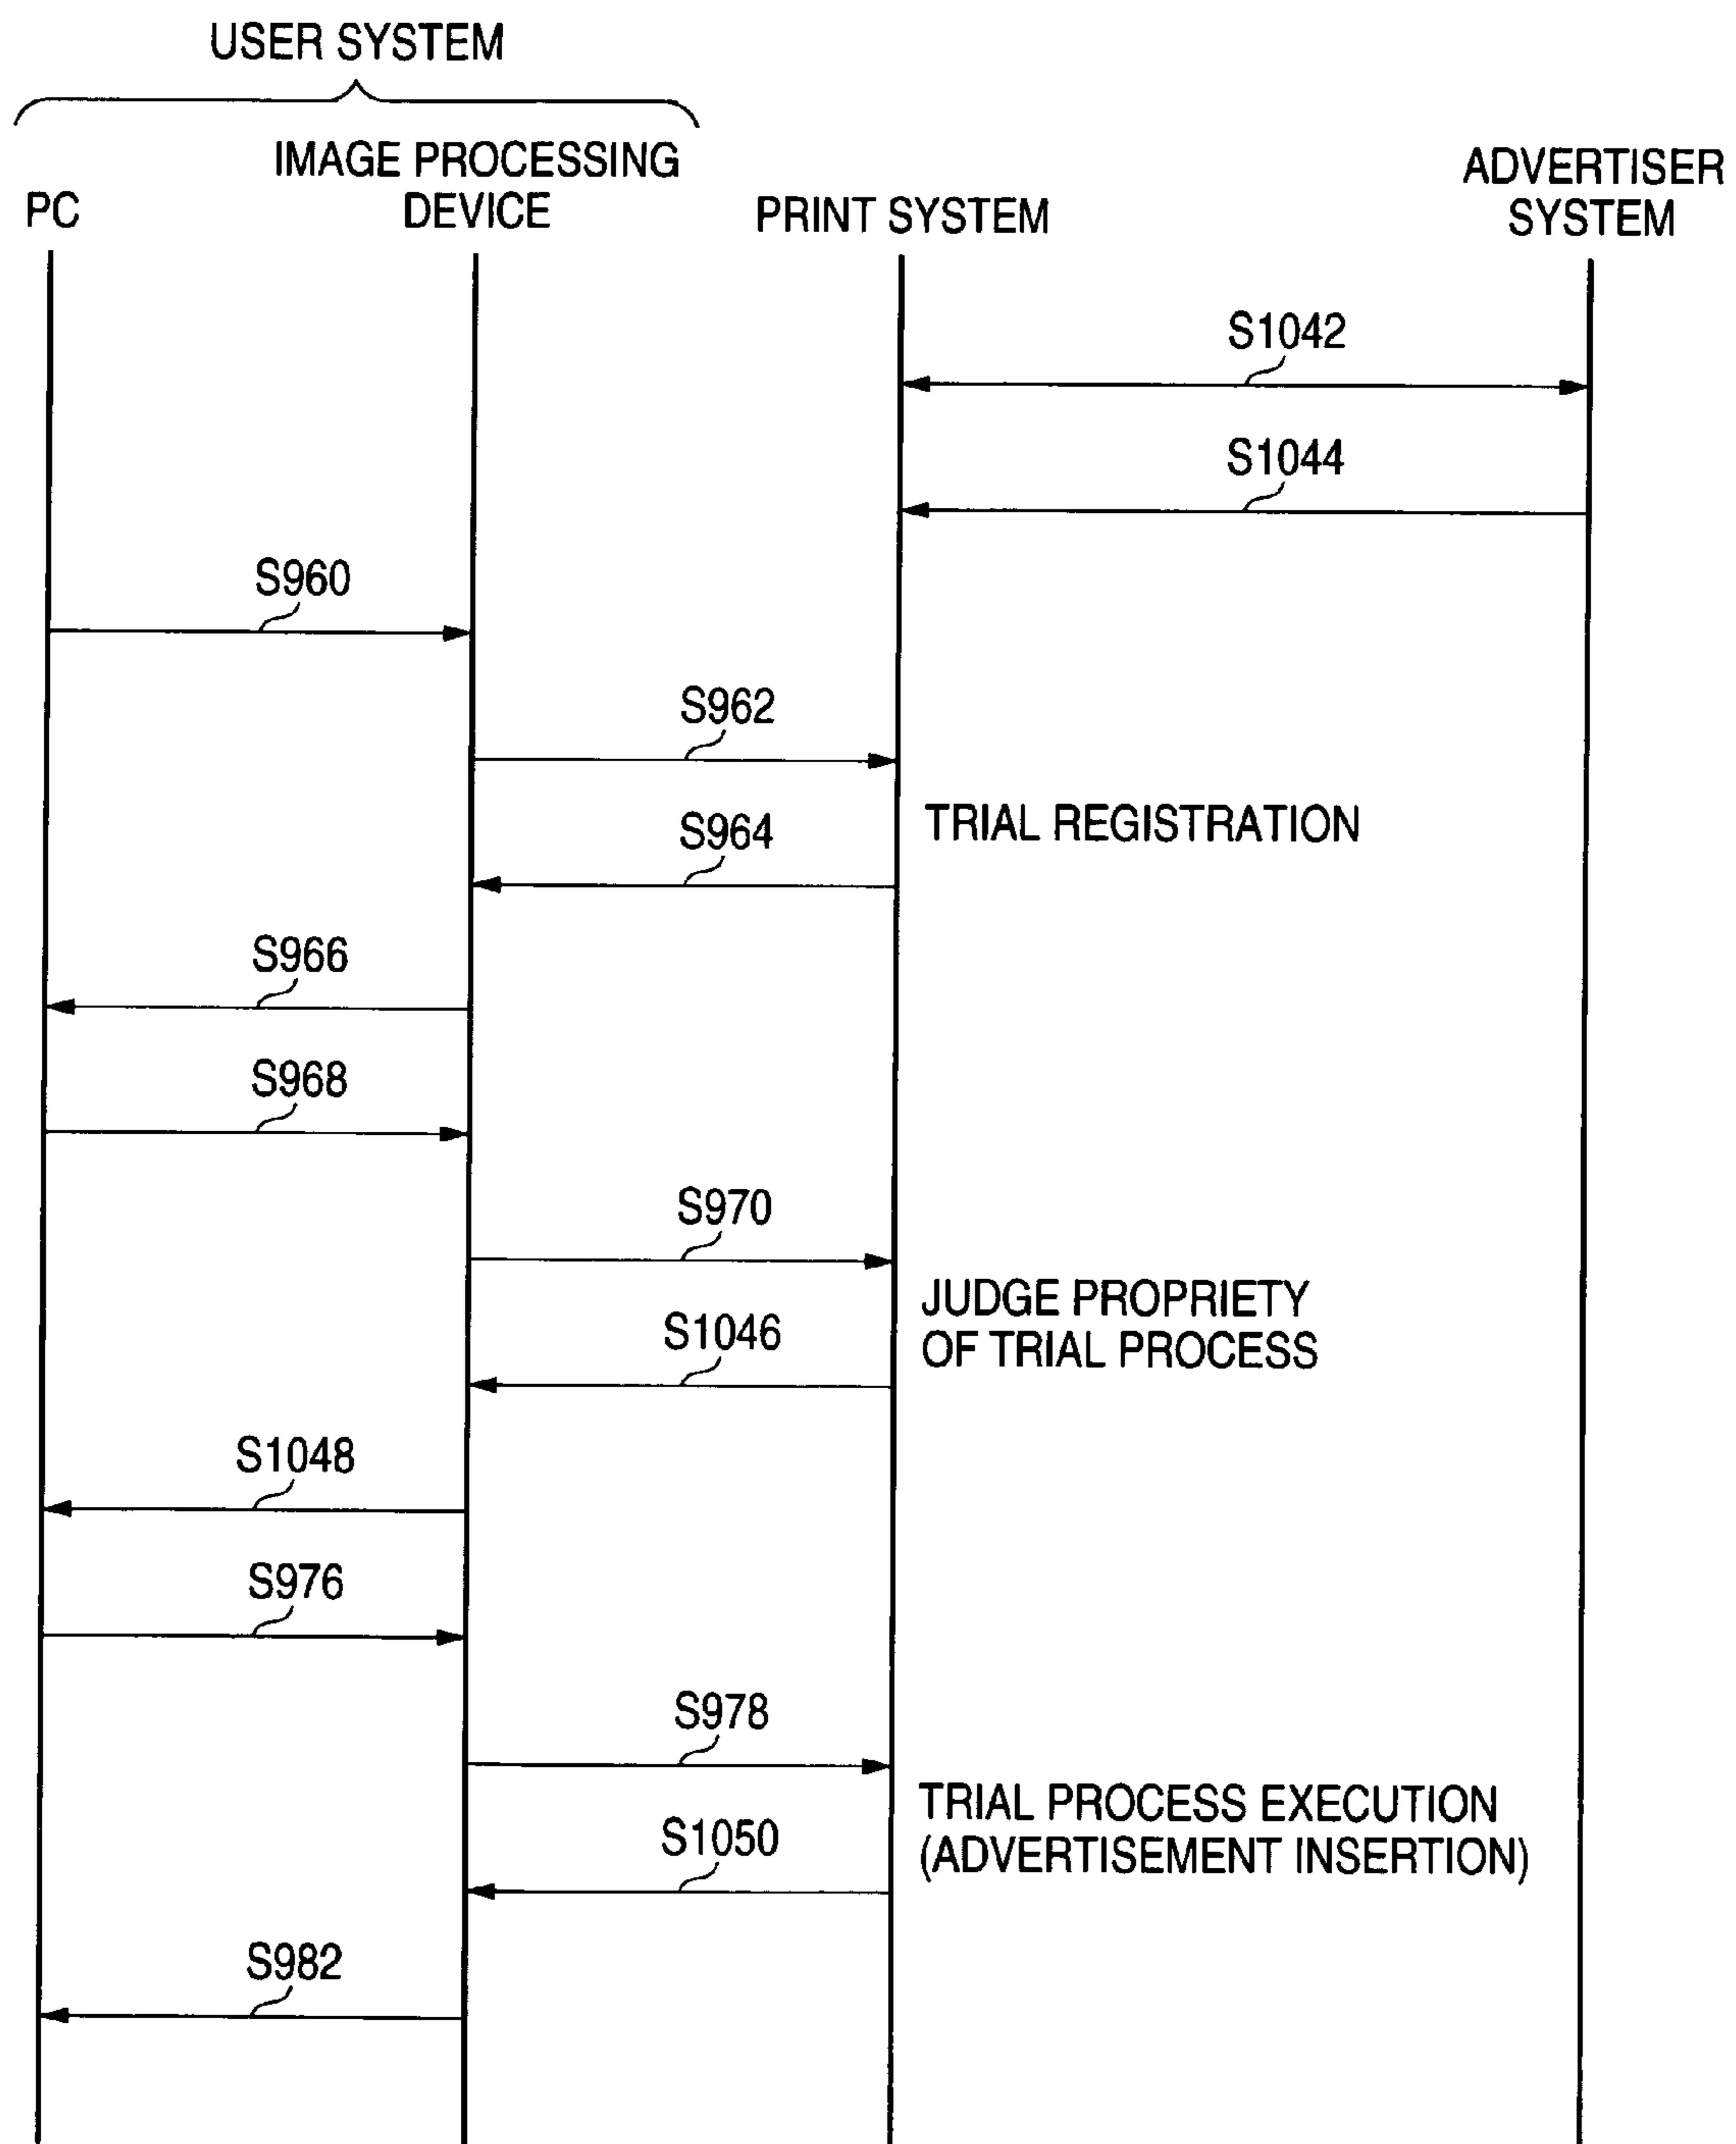 USER SYSTEM
IMAGE PROCESSING
DEVICE
PC
PRINT SYSTEM
ADVERTISER
SYSTEM
S1042
S1044
S960
S962
TRIAL REGISTRATION
S964
S966
S968
S970
JUDGE PROPRIETY
OF TRIAL PROCESS
S1046
S1048
S976
S978
TRIAL PROCESS EXECUTION
(ADVERTISEMENT INSERTION)
S1050
S982